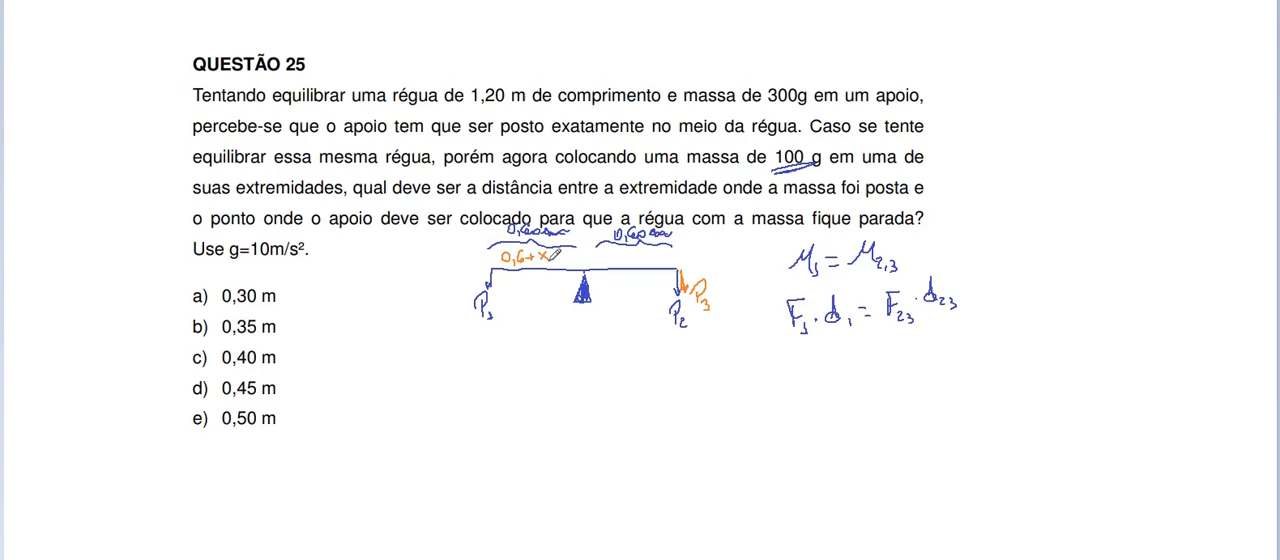 QUESTÃO 25
Tentando equilibrar uma régua de 1,20 m de comprimento e massa de 300g em um apoio,
percebe-se que o apoio tem que ser posto exatamente no meio da régua. Caso se tente
equilibrar essa mesma régua, porém agora colocando uma massa de 100 g em uma de
suas extremidades, qual deve ser a distância entre a extremidade onde a massa foi posta e
o ponto onde o apoio deve ser colocado para que a régua com a massa fique parada?
Use g=10m/s².
0,6+x
P₁
P₂
P₃
M₁ = M₂,₃
F₁ . d₁ = F₂₃ . d₂₃
a) 0,30 m
b) 0,35 m
c) 0,40 m
d) 0,45 m
e) 0,50 m